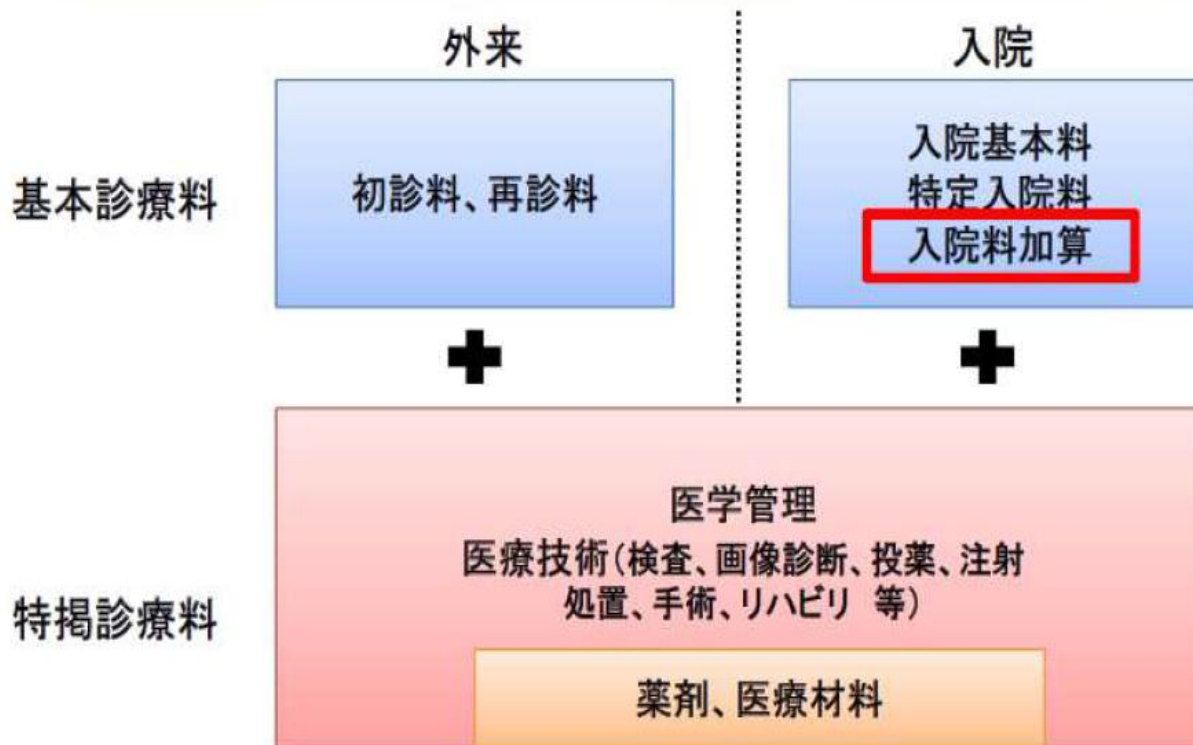 外来
入院
基本診療料
初診料、再診料
入院基本料
特定入院料
入院料加算
特掲診療料
医学管理
医療技術(検査、画像診断、投薬、注射
処置、手術、リハビリ 等)
薬剤、医療材料